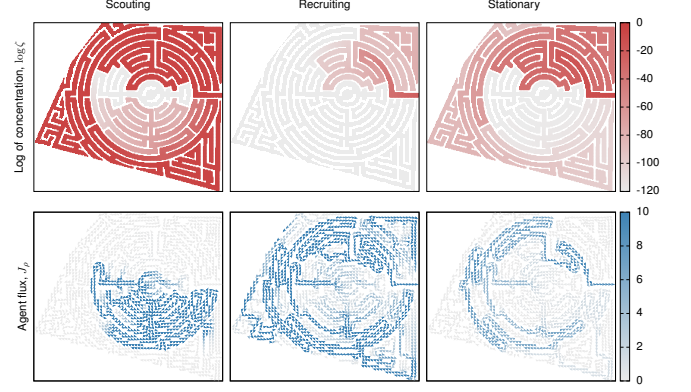 Scouting
Recruiting
Stationary
Log of concentration, log ζ
0
-20
-40
-60
-80
-100
-120
Agent flux, Jρ
10
8
6
4
2
0